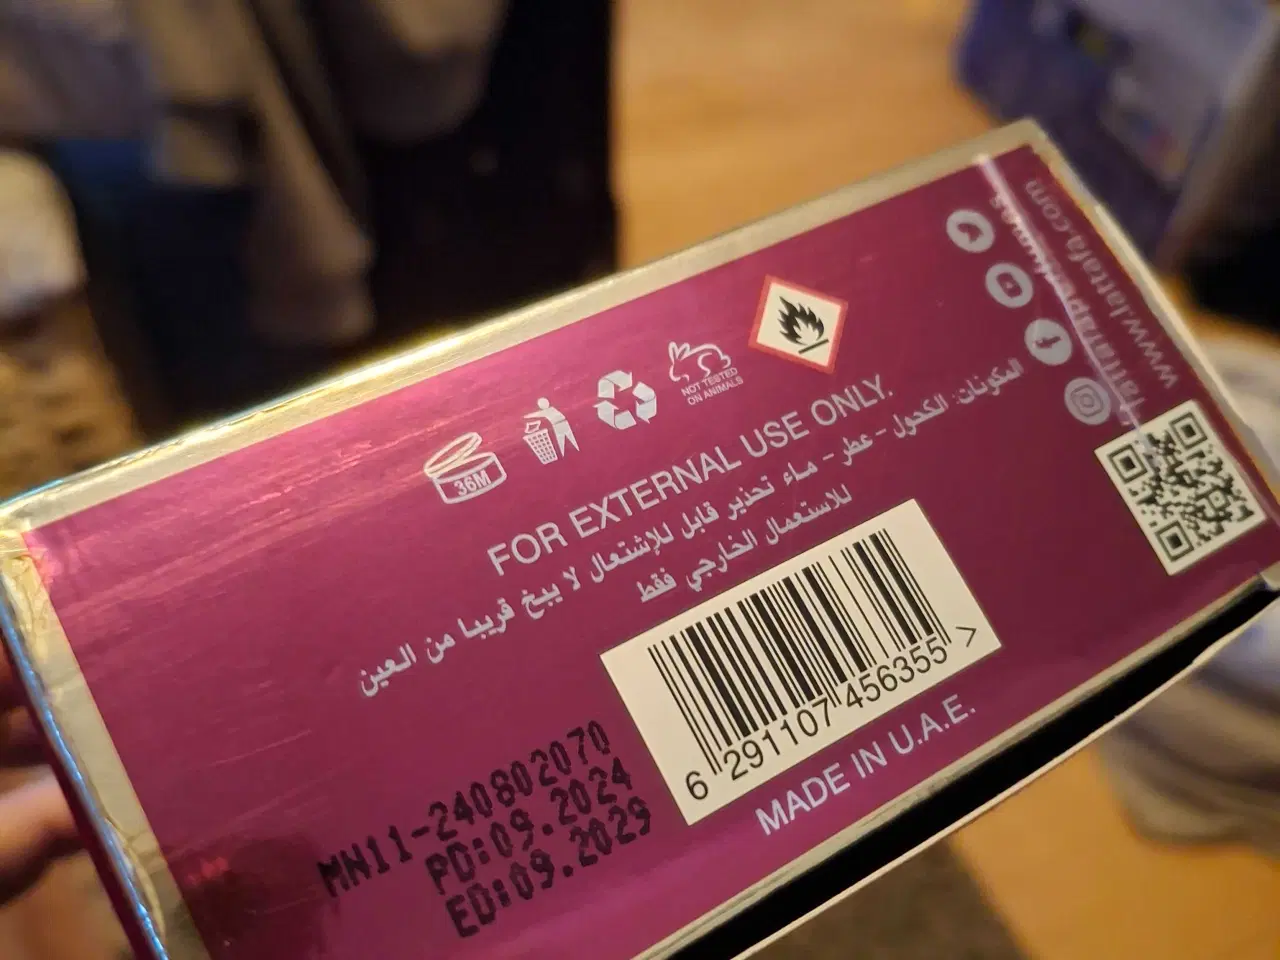 36M
NOT TESTED
ON ANIMALS
FOR EXTERNAL USE ONLY.
المكونات: الكحول - عطر - ماء تحذير قابل للإشتعال لا يبخ قريبا من العين
للاستعمال الخارجي فقط
6 291107 456355 >
MADE IN U.A.E.
MN11-240802070
PD:09.2024
ED:09.2029
lattafaperfumes
www.lattafa.com